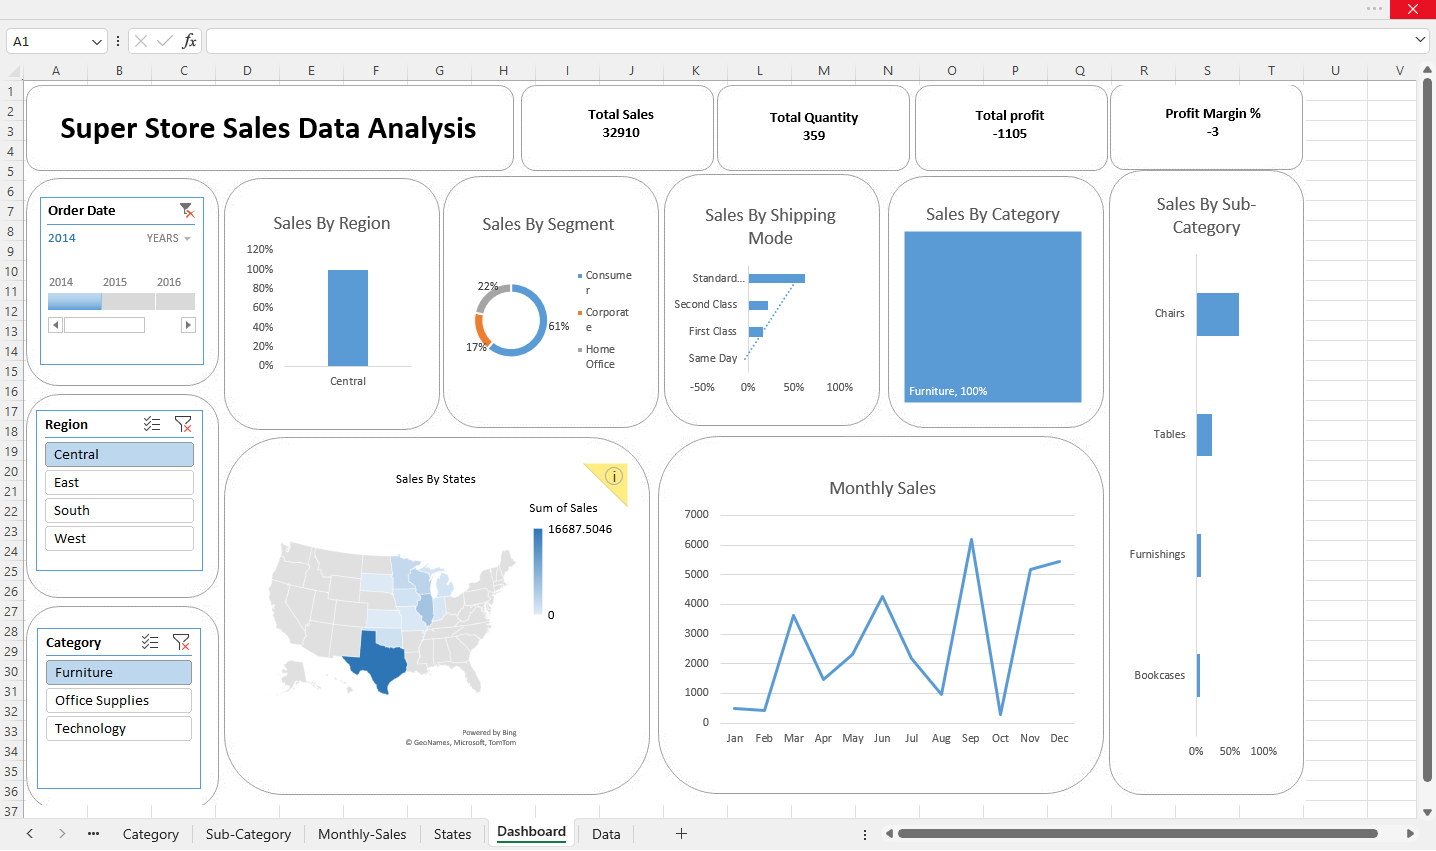 A1
fx
A B C D E F G H I J K L M N O P Q R S T U V
1
2
3
4
5
6
7
8
9
10
11
12
13
14
15
16
17
18
19
20
21
22
23
24
25
26
27
28
29
30
31
32
33
34
35
36
37
Super Store Sales Data Analysis
Total Sales
32910
Total Quantity
359
Total profit
-1105
Profit Margin %
-3
Order Date
2014 YEARS
2014 2015 2016
Sales By Region
120%
100%
80%
60%
40%
20%
0%
Central
Sales By Segment
22%
61%
17%
Consume
r
Corporat
e
Home
Office
Sales By Shipping
Mode
Standard...
Second Class
First Class
Same Day
-50% 0% 50% 100%
Sales By Category
Furniture, 100%
Sales By Sub-
Category
Chairs
Tables
Furnishings
Bookcases
0% 50% 100%
Region
Central
East
South
West
Category
Furniture
Office Supplies
Technology
Sales By States
Sum of Sales
16687.5046
0
Powered by Bing
© GeoNames, Microsoft, TomTom
Monthly Sales
7000
6000
5000
4000
3000
2000
1000
0
Jan Feb Mar Apr May Jun Jul Aug Sep Oct Nov Dec
Category Sub-Category Monthly-Sales States Dashboard Data